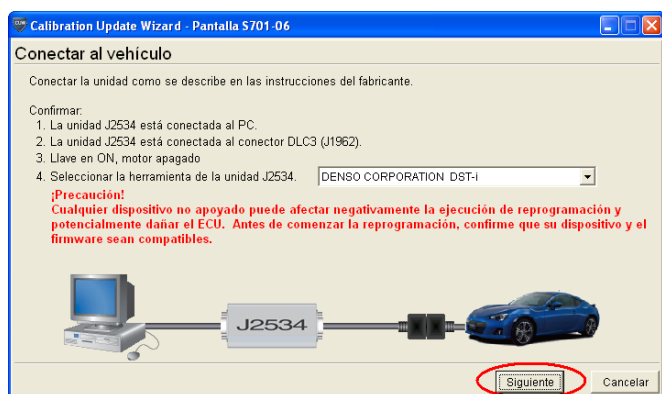 Calibration Update Wizard - Pantalla S701-06
Conectar al vehículo
Conectar la unidad como se describe en las instrucciones del fabricante.
Confirmar:
1. La unidad J2534 está conectada al PC.
2. La unidad J2534 está conectada al conector DLC3 (J1962).
3. Llave en ON, motor apagado
4. Seleccionar la herramienta de la unidad J2534. DENSO CORPORATION DST-i
¡Precaución!
Cualquier dispositivo no apoyado puede afectar negativamente la ejecución de reprogramación y
potencialmente dañar el ECU. Antes de comenzar la reprogramación, confirme que su dispositivo y el
firmware sean compatibles.
J2534
Siguiente Cancelar